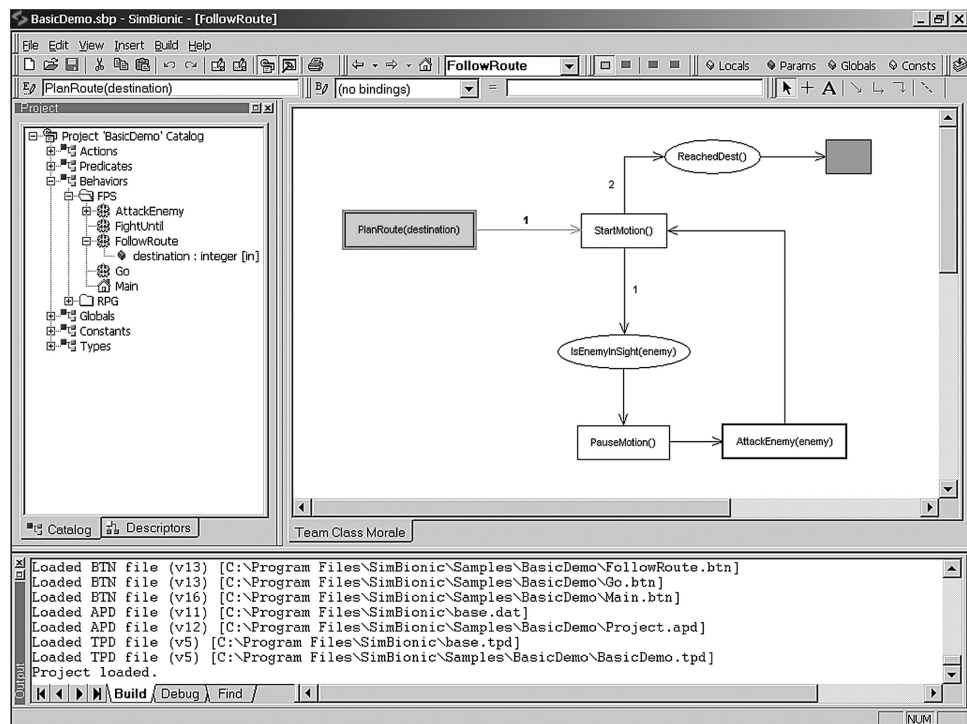 BasicDemo.sbp - SimBionic - [FollowRoute]
File Edit View Insert Build Help
FollowRoute
Locals Params Globals Consts
PlanRoute(destination)
(no bindings)
=
A
Project
Project 'BasicDemo' Catalog
Actions
Predicates
Behaviors
FPS
AttackEnemy
FightUntil
FollowRoute
destination : integer [in]
Go
Main
RPG
Globals
Constants
Types
Catalog Descriptors
ReachedDest()
2
PlanRoute(destination)
1
StartMotion()
1
IsEnemyInSight(enemy)
PauseMotion()
AttackEnemy(enemy)
Team Class Morale
Loaded BTN file (v13) [C:\Program Files\SimBionic\Samples\BasicDemo\FollowRoute.btn]
Loaded BTN file (v13) [C:\Program Files\SimBionic\Samples\BasicDemo\Go.btn]
Loaded BTN file (v16) [C:\Program Files\SimBionic\Samples\BasicDemo\Main.btn]
Loaded APD file (v11) [C:\Program Files\SimBionic\base.dat]
Loaded APD file (v12) [C:\Program Files\SimBionic\Samples\BasicDemo\Project.apd]
Loaded TPD file (v5) [C:\Program Files\SimBionic\base.tpd]
Loaded TPD file (v5) [C:\Program Files\SimBionic\Samples\BasicDemo\BasicDemo.tpd]
Project loaded.
Output
Build Debug Find
NUM